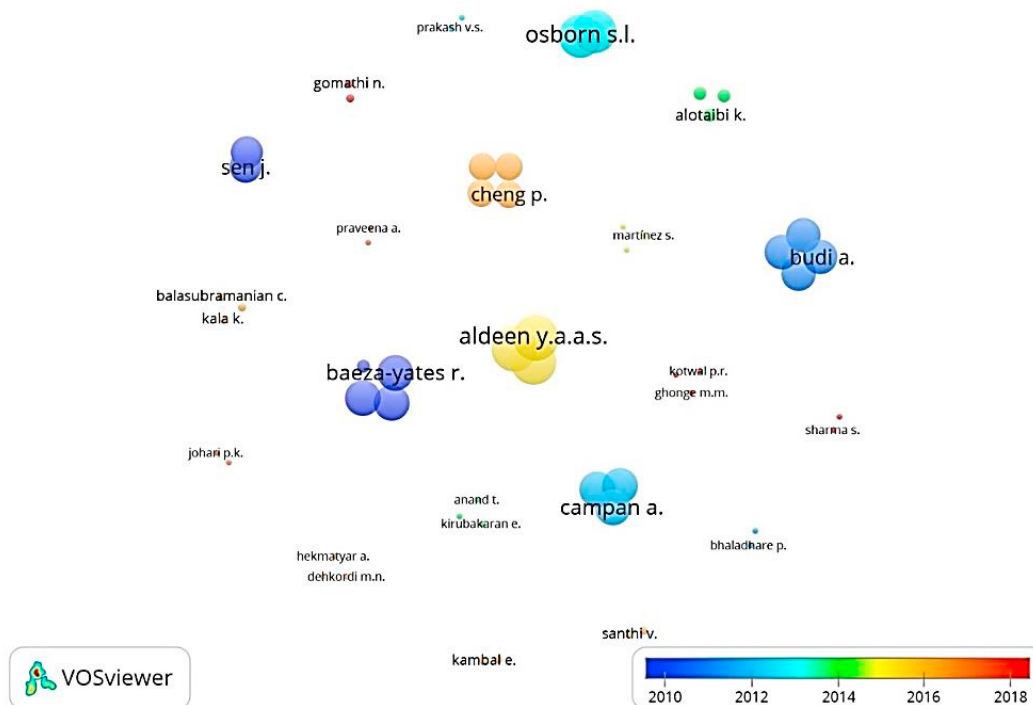 prakash v.s.
osborn s.l.
gomathi n.
alotaibi k.
sen j.
cheng p.
praveena a.
martínez s.
budi a.
balasubramanian c.
kala k.
aldeen y.a.a.s.
baeza-yates r.
kotwal p.r.
ghonge m.m.
sharma s.
johari p.k.
anand t.
campan a.
kirubakaran e.
bhaladhare p.
hekmatyar a.
dehkordi m.n.
santhi v.
kambal e.
VOSviewer
2010 2012 2014 2016 2018